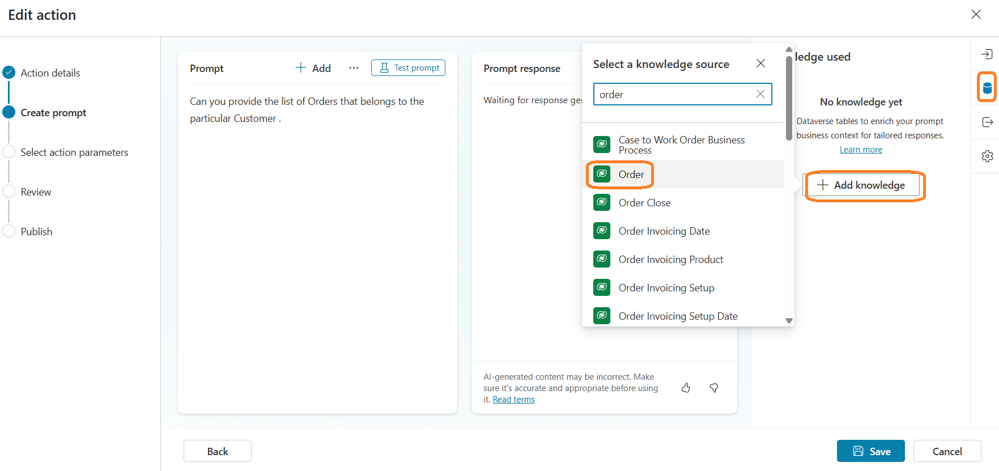 Edit action
Action details
Create prompt
Select action parameters
Review
Publish
Prompt
Add
Test prompt
Can you provide the list of Orders that belongs to the
particular Customer .
Prompt response
Waiting for response ger
AI-generated content may be incorrect. Make
sure it's accurate and appropriate before using
it. Read terms
Select a knowledge source
order
Case to Work Order Business
Process
Order
Order Close
Order Invoicing Date
Order Invoicing Product
Order Invoicing Setup
Order Invoicing Setup Date
ledge used
No knowledge yet
Dataverse tables to enrich your prompt
business context for tailored responses.
Learn more
Add knowledge
Back
Save
Cancel